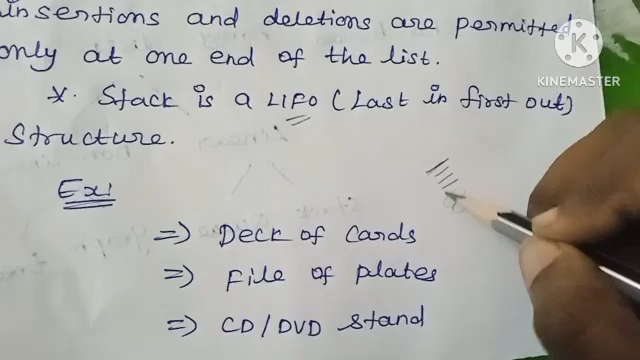 insertions and deletions are permitted
only at one end of the list.
* Stack is a LIFO (Last in first out)
Structure.
Ex:
=> Deck of Cards
=> File of plates
=> CD/DVD stand
KINEMASTER